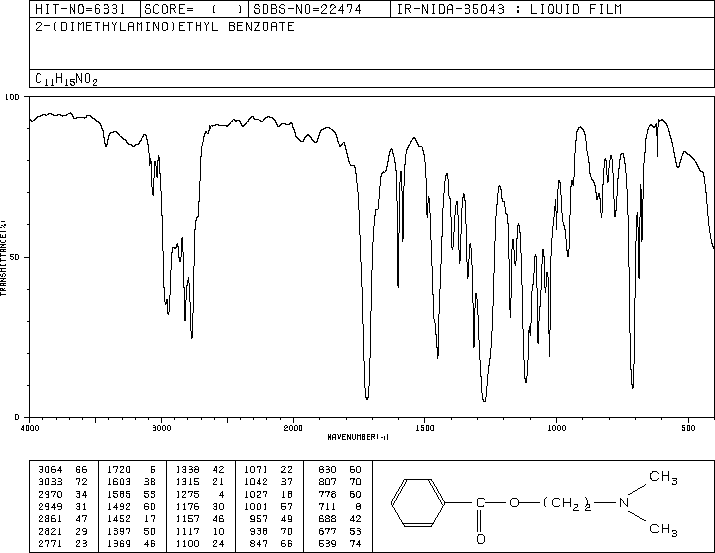 HIT-NO=6331 SCORE= ( ) SDBS-NO=22474 IR-NIDA-35043 : LIQUID FILM
2-(DIMETHYLAMINO)ETHYL BENZOATE
C11H15NO2
100
50
0
TRANSMITTANCE(%)
4000 3000 2000 1500 1000 500
WAVENUMBER(-1)
3064 66 1720 5 1338 42 1071 22 830 60
3033 72 1603 38 1315 21 1042 37 807 70
2970 34 1585 55 1275 4 1027 18 778 60
2949 31 1492 60 1176 30 1001 57 711 8
2861 47 1452 17 1157 46 957 49 688 42
2821 29 1397 50 1117 10 938 70 677 53
2771 23 1369 46 1100 24 847 66 539 74
CH3
C O (CH2)2 N
O CH3